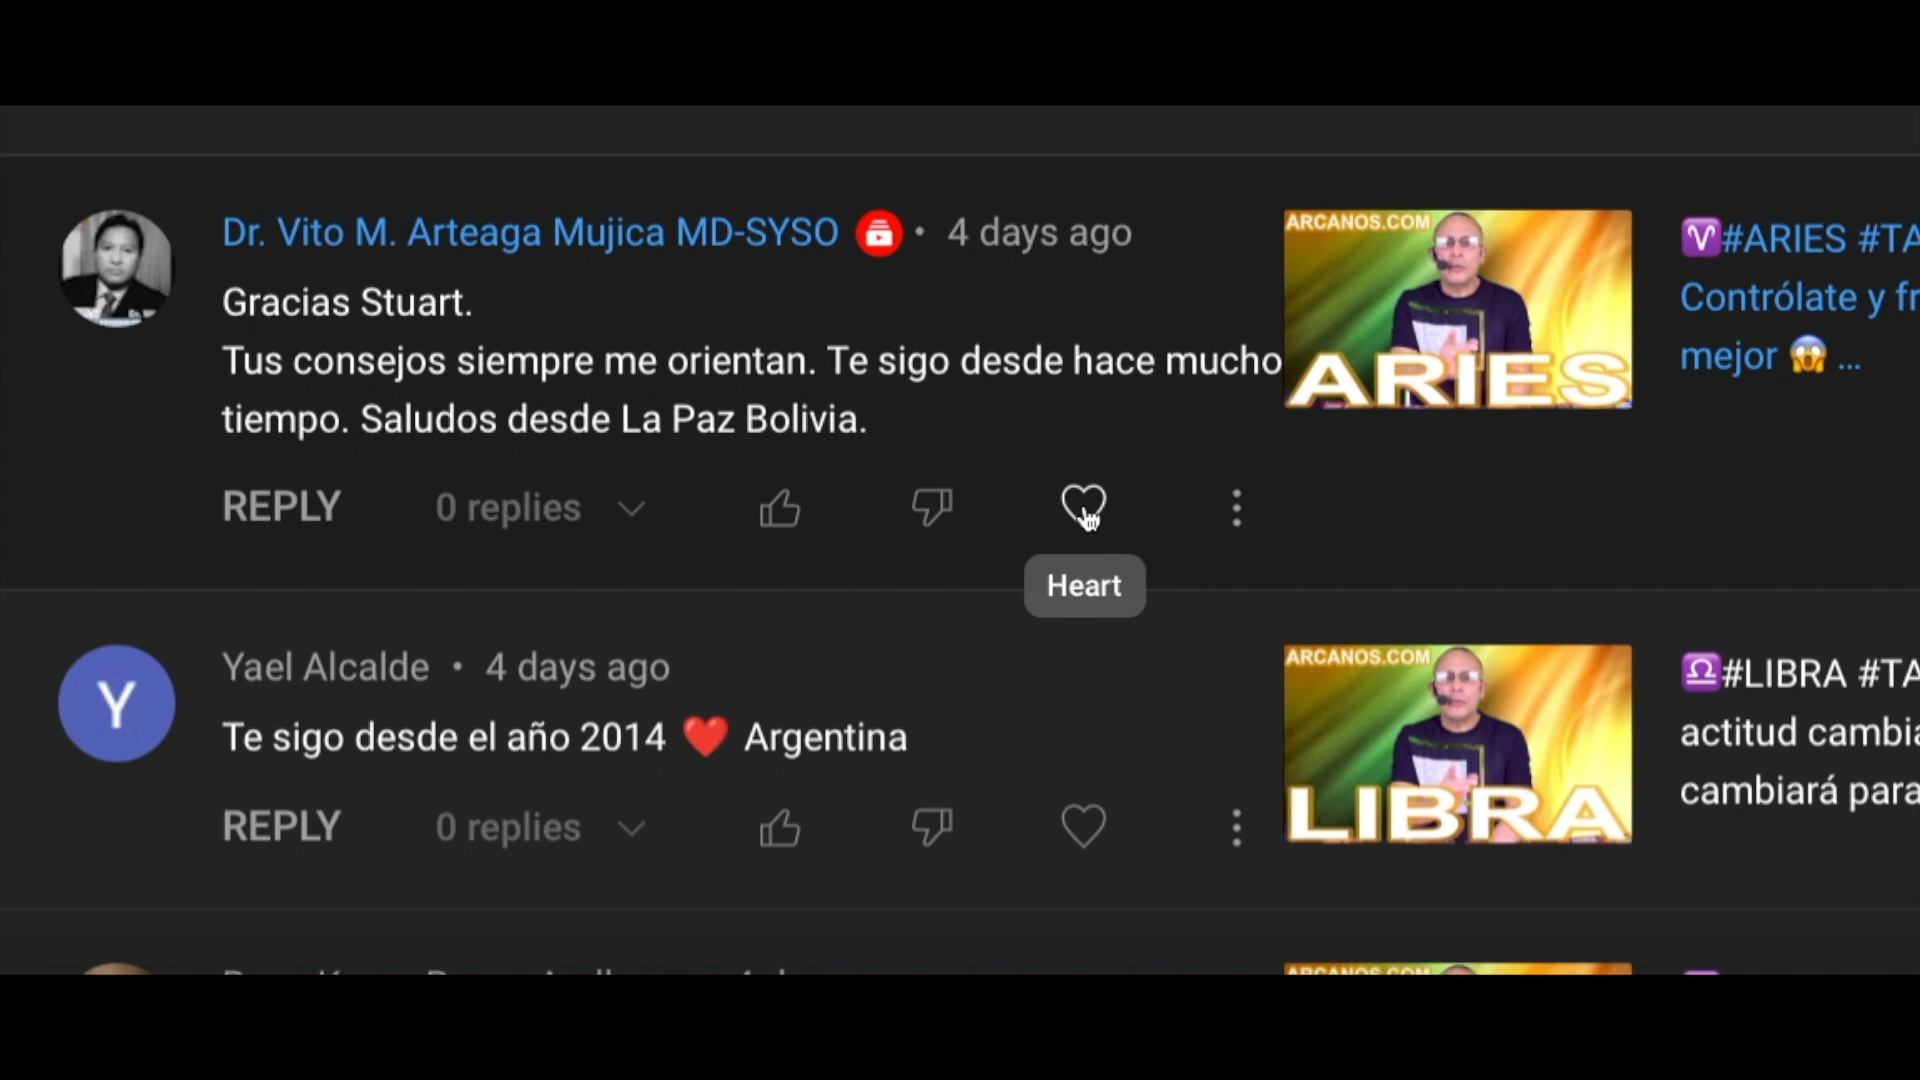 Dr. Vito M. Arteaga Mujica MD-SYSO • 4 days ago
Gracias Stuart.
Tus consejos siempre me orientan. Te sigo desde hace mucho
tiempo. Saludos desde La Paz Bolivia.
REPLY 0 replies
Heart
ARCANOS.COM
ARIES
♈#ARIES #TA
Contrólate y fr
mejor 😱 ...
Yael Alcalde • 4 days ago
Te sigo desde el año 2014 ❤️ Argentina
REPLY 0 replies
Y
ARCANOS.COM
LIBRA
♎#LIBRA #TA
actitud cambia
cambiará para
ARCANOS.COM